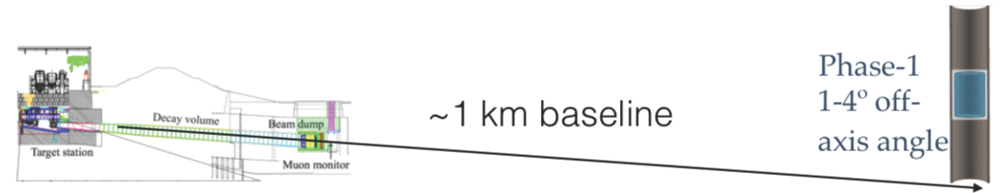 Target station
Decay volume
Beam dump
Muon monitor
~1 km baseline
Phase-1
1-4º off-
axis angle